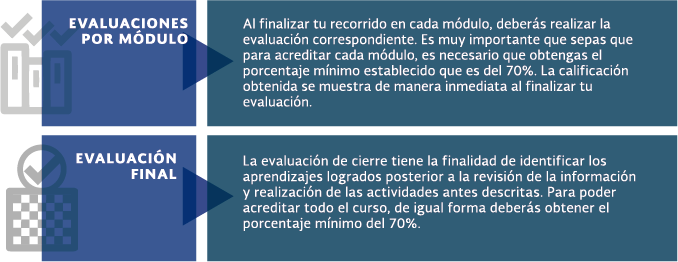 EVALUACIONES
POR MÓDULO
Al finalizar tu recorrido en cada módulo, deberás realizar la
evaluación correspondiente. Es muy importante que sepas que
para acreditar cada módulo, es necesario que obtengas el
porcentaje mínimo establecido que es del 70%. La calificación
obtenida se muestra de manera inmediata al finalizar tu
evaluación.
EVALUACIÓN
FINAL
La evaluación de cierre tiene la finalidad de identificar los
aprendizajes logrados posterior a la revisión de la información
y realización de las actividades antes descritas. Para poder
acreditar todo el curso, de igual forma deberás obtener el
porcentaje mínimo del 70%.